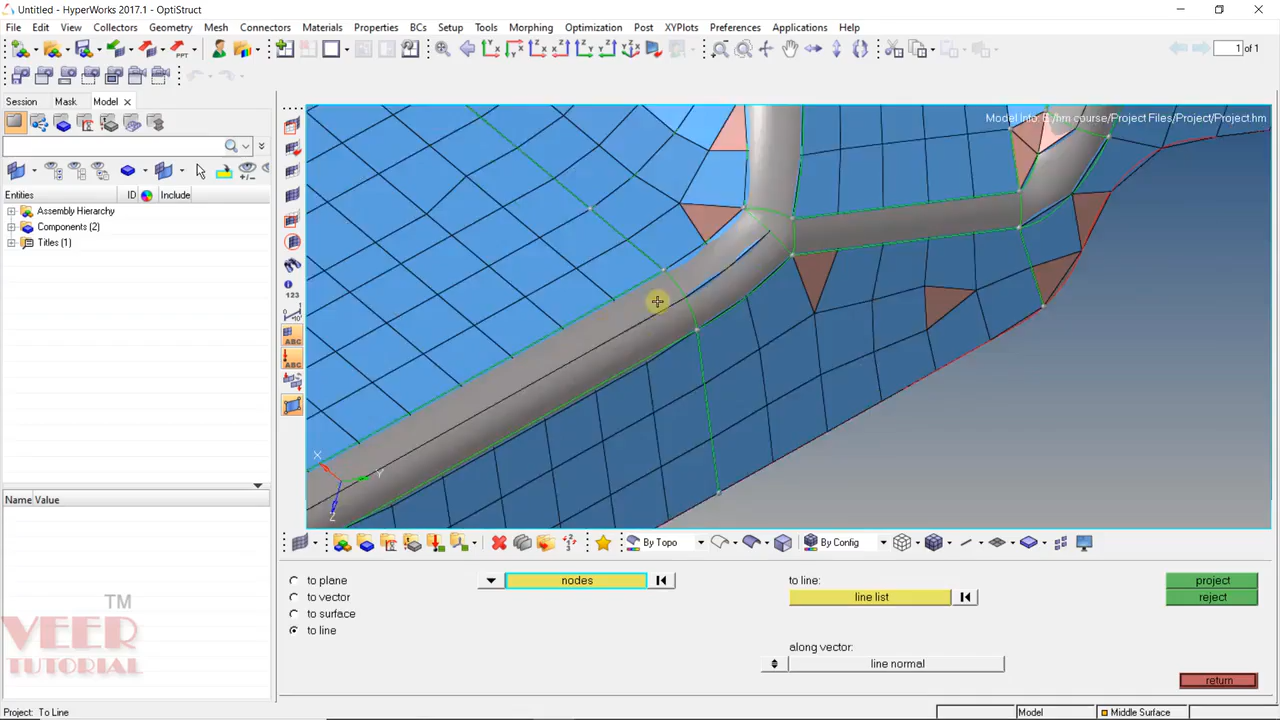 Untitled - HyperWorks 2017.1 - OptiStruct
File Edit View Collectors Geometry Mesh Connectors Materials Properties BCs Setup Tools Morphing Optimization Post XYPlots Preferences Applications Help
1 of 1
Session Mask Model
Entities ID Include
Assembly Hierarchy
Components (2)
Titles (1)
Name Value
Model Info: E:/hm course/Project Files/Project/Project.hm
123
ABC
ABC
X Y Z
By Topo By Config
to plane nodes to line: project
to vector line list reject
to surface
to line
along vector:
line normal
return
TM
VEER
TUTORIAL
Project: To Line Model Middle Surface